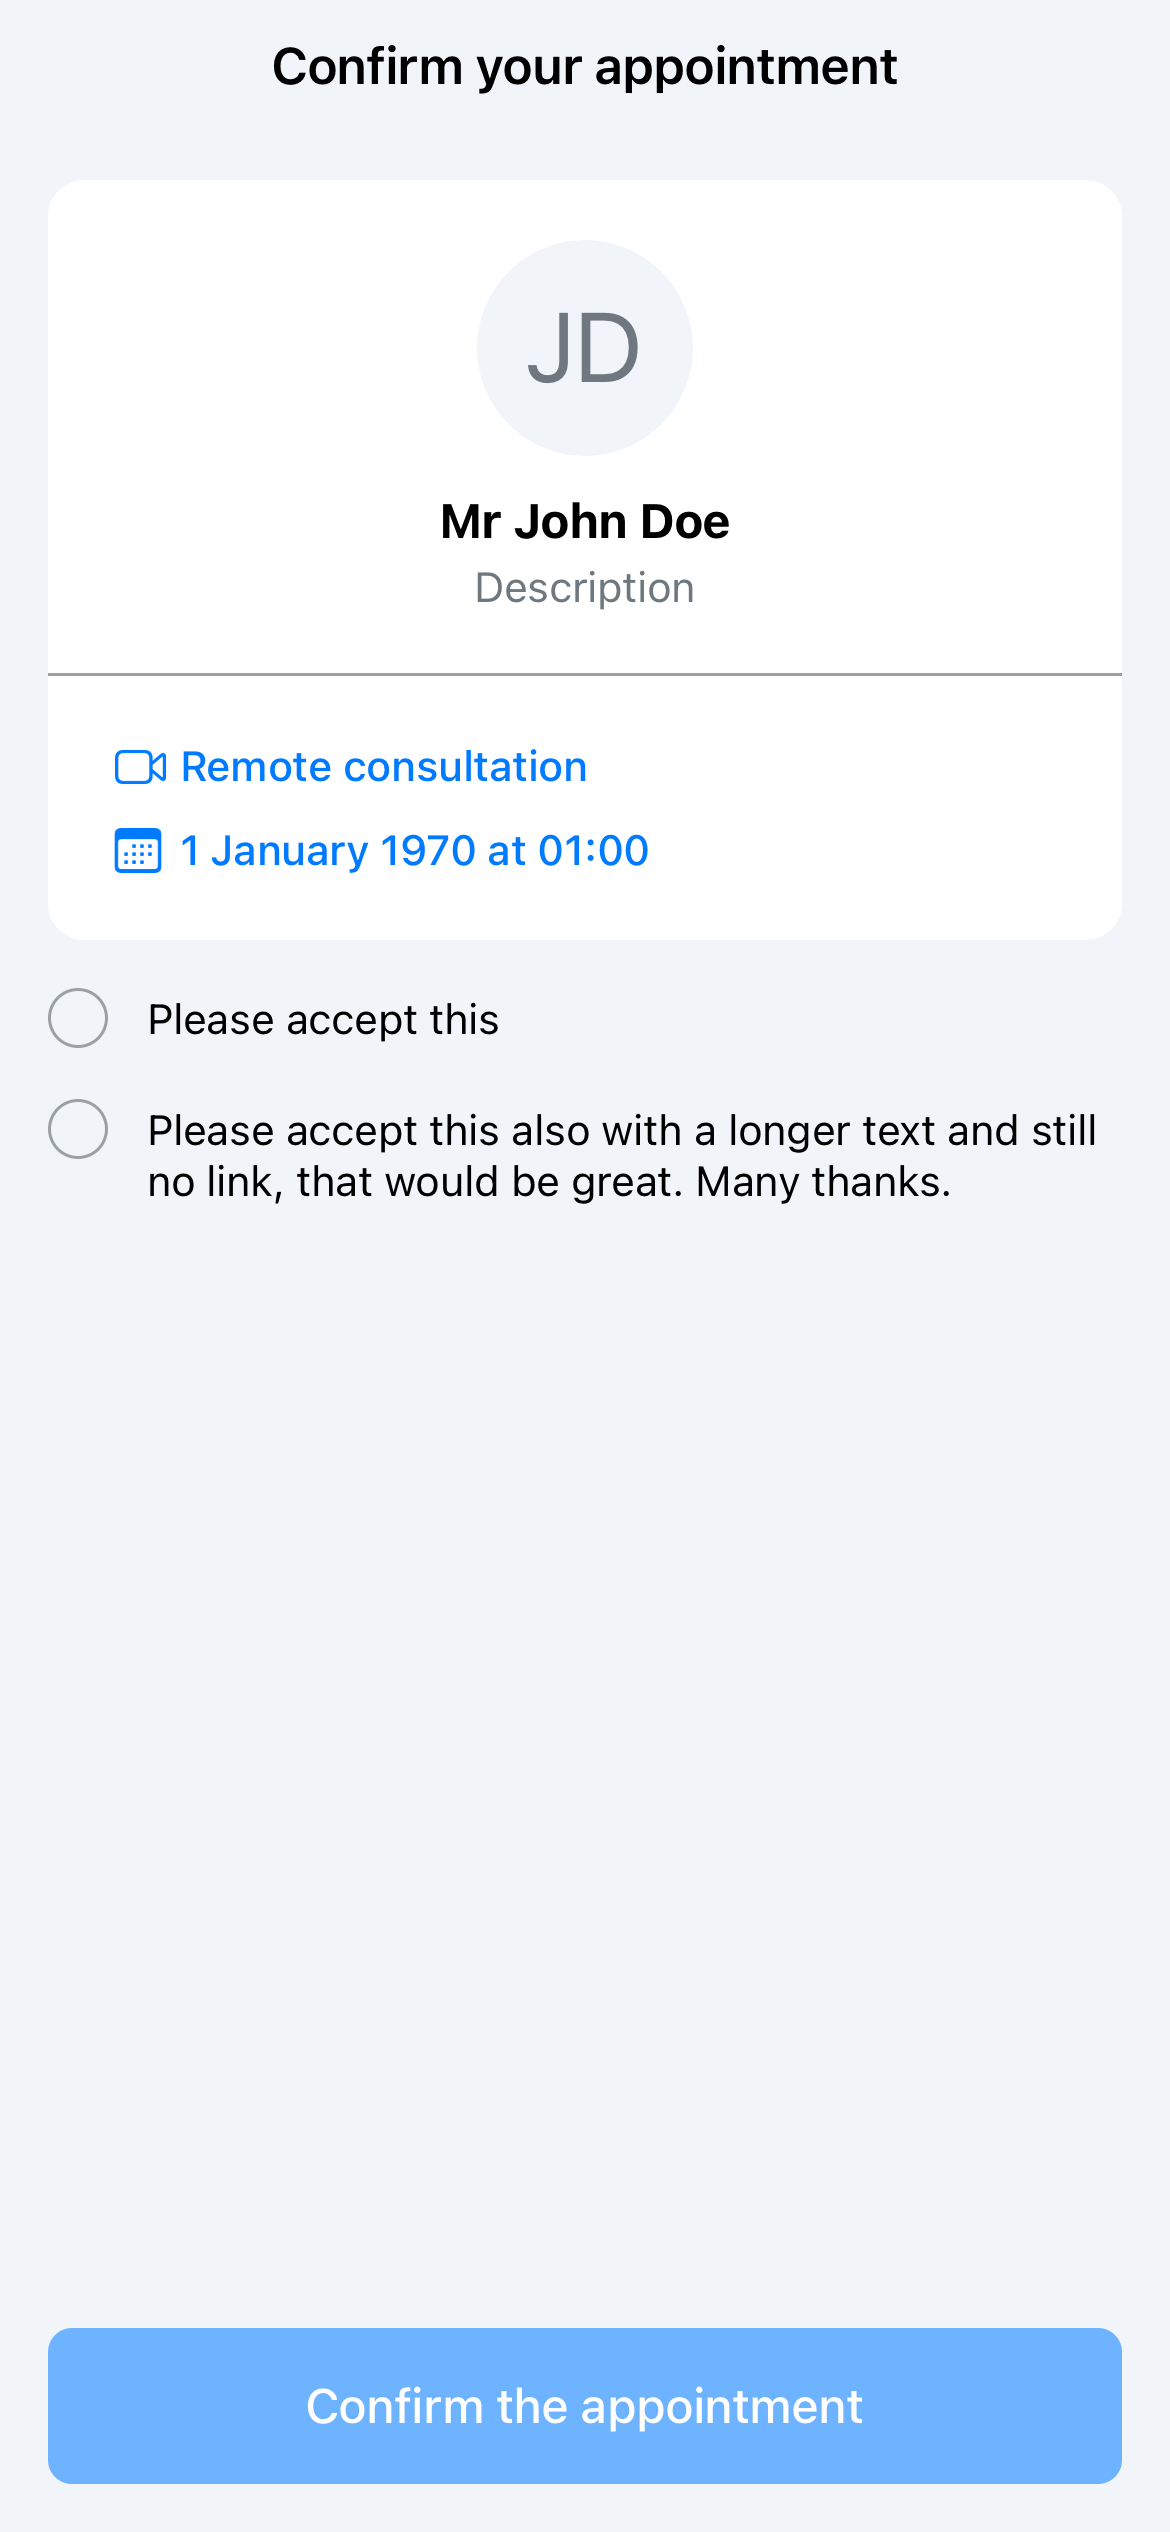 Confirm your appointment
JD
Mr John Doe
Description
Remote consultation
1 January 1970 at 01:00
Please accept this
Please accept this also with a longer text and still
no link, that would be great. Many thanks.
Confirm the appointment